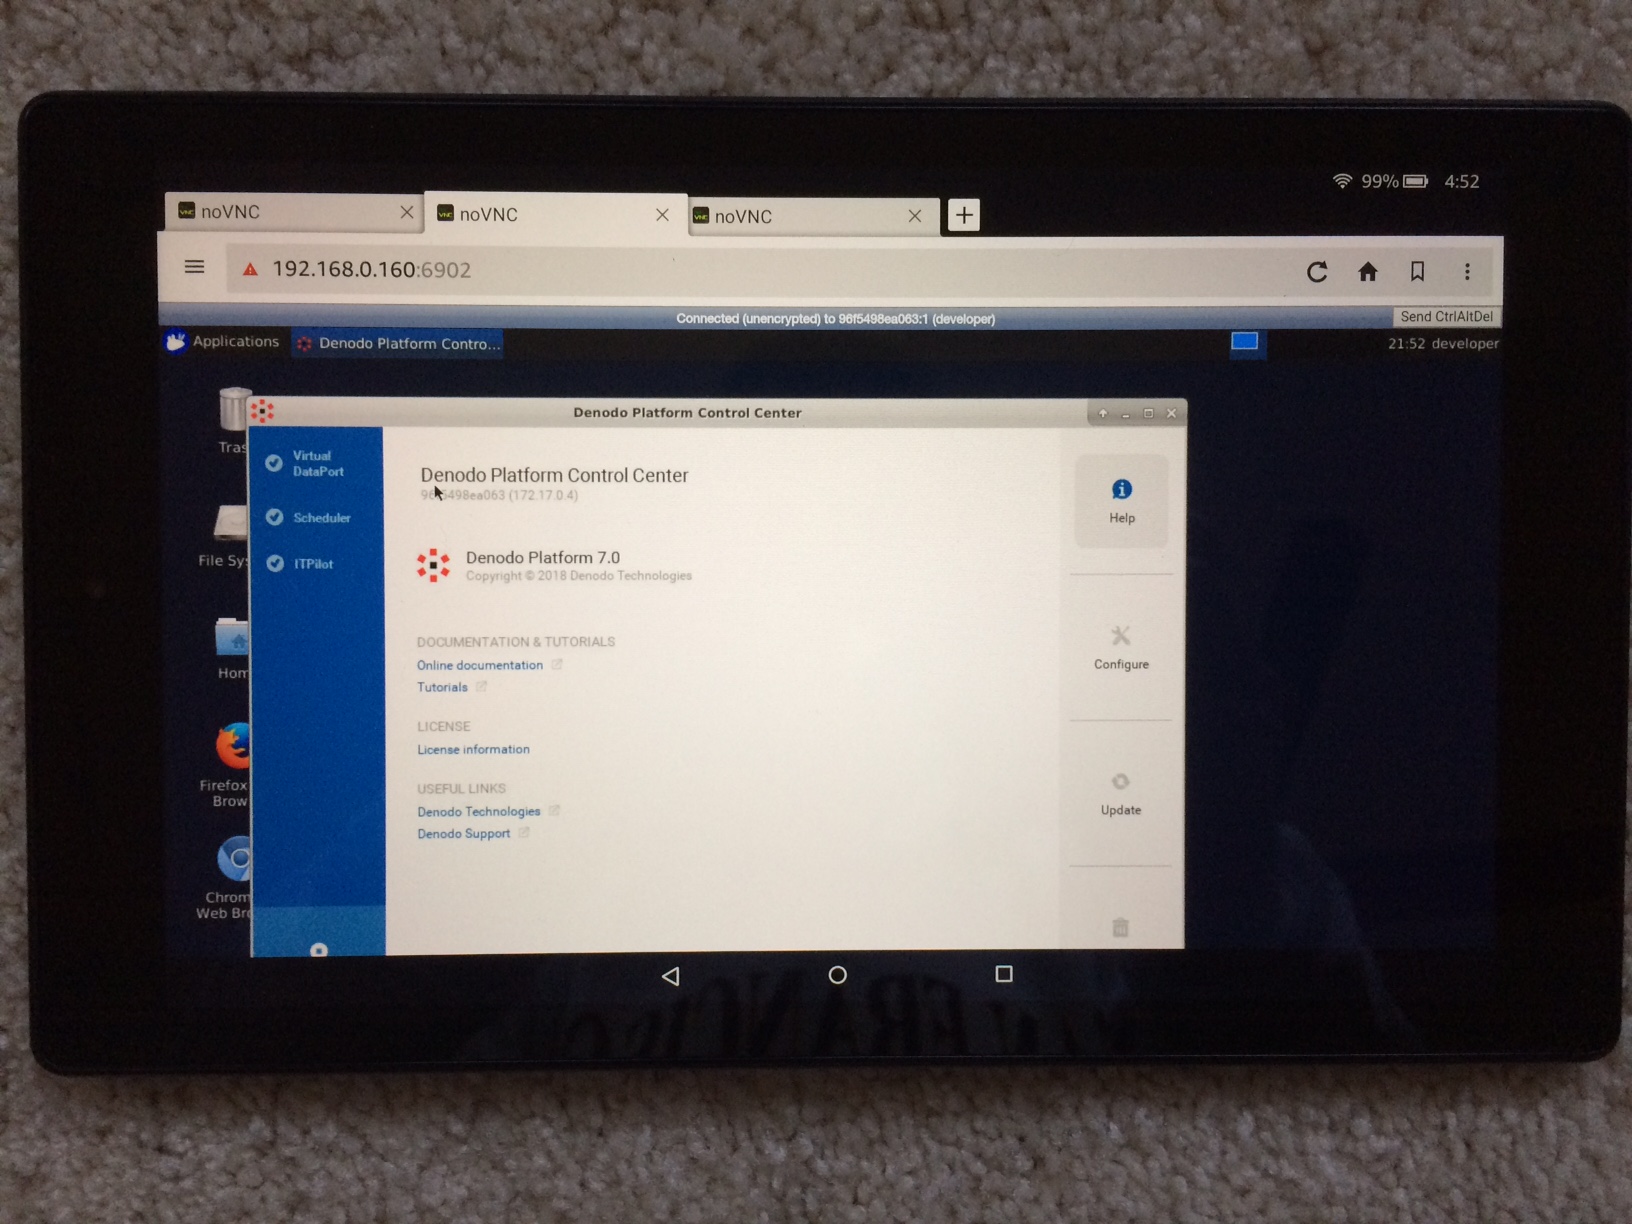 99% 4:52
noVNC noVNC noVNC
192.168.0.160:6902
Connected (unencrypted) to 96f5498ea063:1 (developer)
Send CtrlAltDel
Applications Denodo Platform Contro... 21:52 developer
Denodo Platform Control Center
Tras
File Sys
Hom
Firefox
Brow
Chrom
Web Bro
Virtual
DataPort
Scheduler
ITPilot
Denodo Platform Control Center
96f5498ea063 (172.17.0.4)
Denodo Platform 7.0
Copyright © 2018 Denodo Technologies
DOCUMENTATION & TUTORIALS
Online documentation
Tutorials
LICENSE
License information
USEFUL LINKS
Denodo Technologies
Denodo Support
Help
Configure
Update